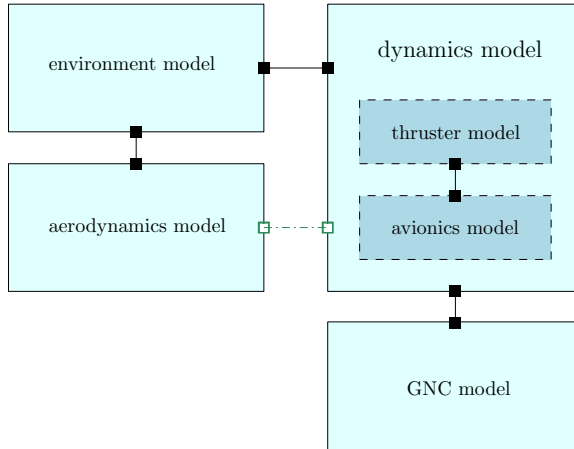 environment model
dynamics model
thruster model
aerodynamics model
avionics model
GNC model